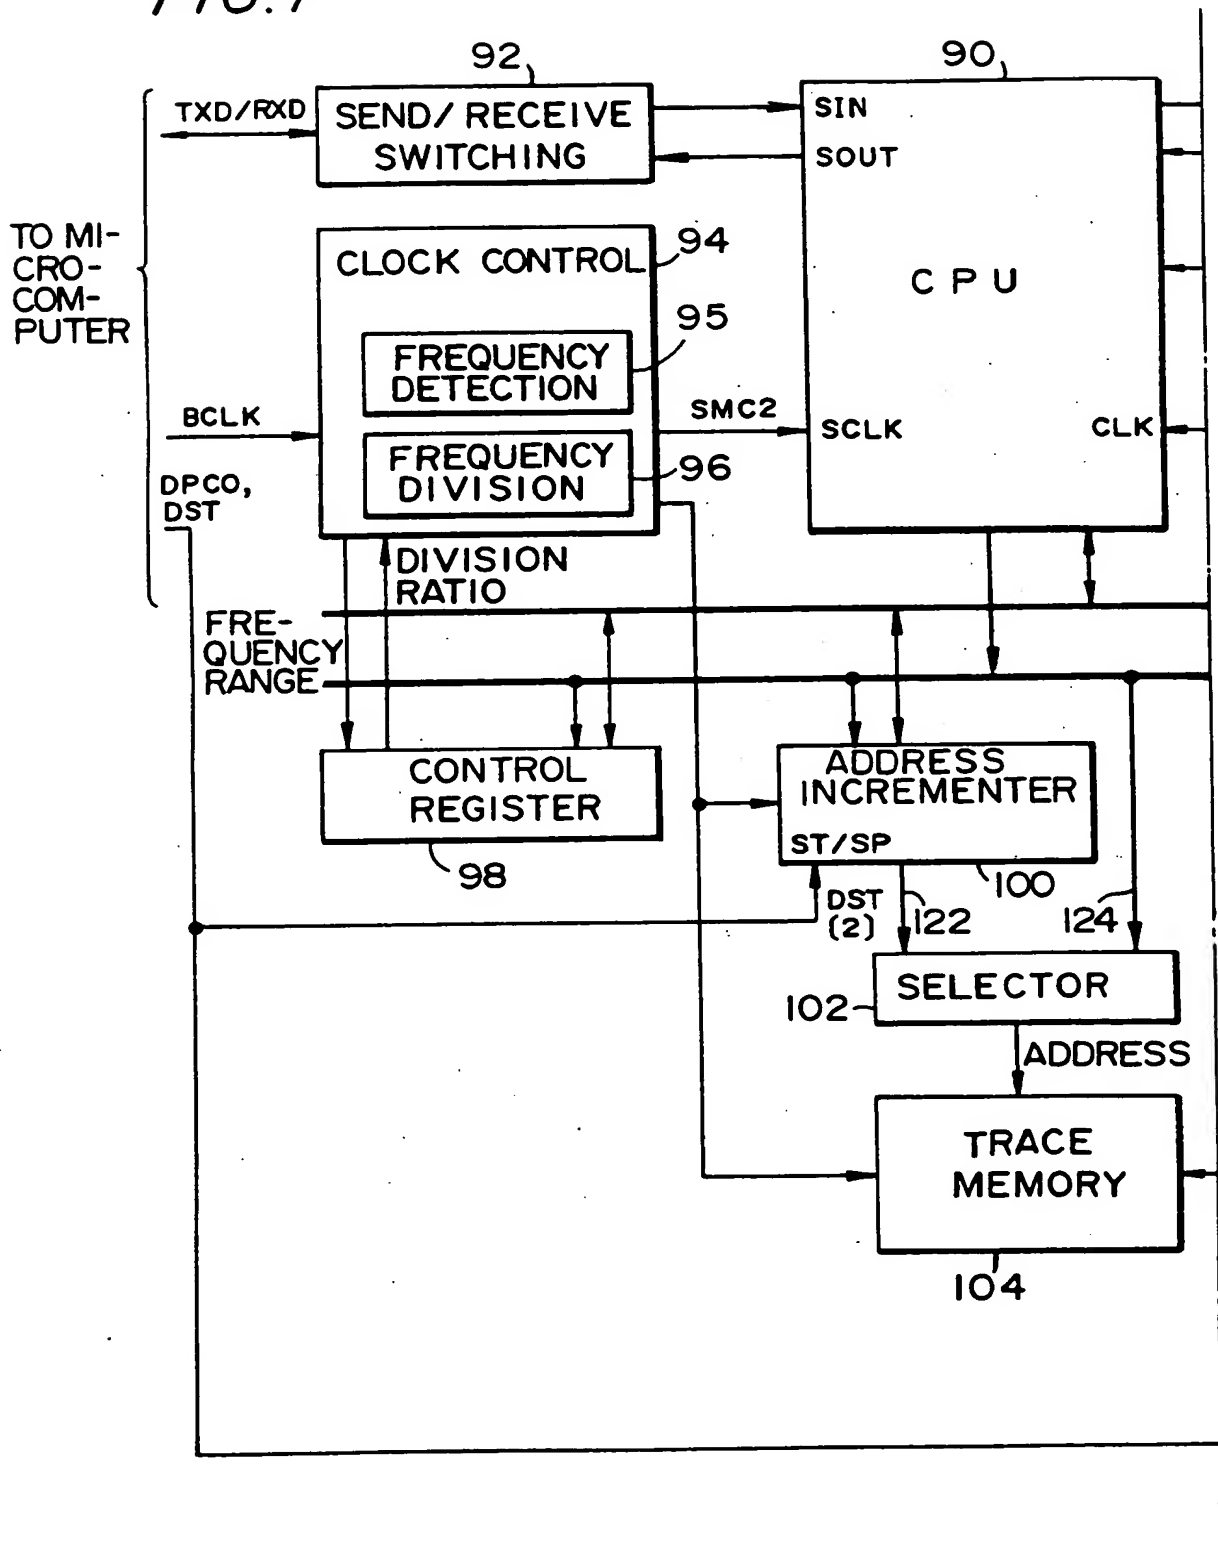 92
90
TXD/RXD
SEND/RECEIVE
SWITCHING
SIN
SOUT
TO MI-
CRO-
COM-
PUTER
CLOCK CONTROL
94
CPU
95
FREQUENCY
DETECTION
BCLK
SMC2
SCLK
CLK
FREQUENCY
DIVISION
96
DPCO,
DST
DIVISION
RATIO
FRE-
QUENCY
RANGE
CONTROL
REGISTER
98
ADDRESS
INCREMENTER
ST/SP
100
DST
(2)
122
124
102
SELECTOR
ADDRESS
TRACE
MEMORY
104